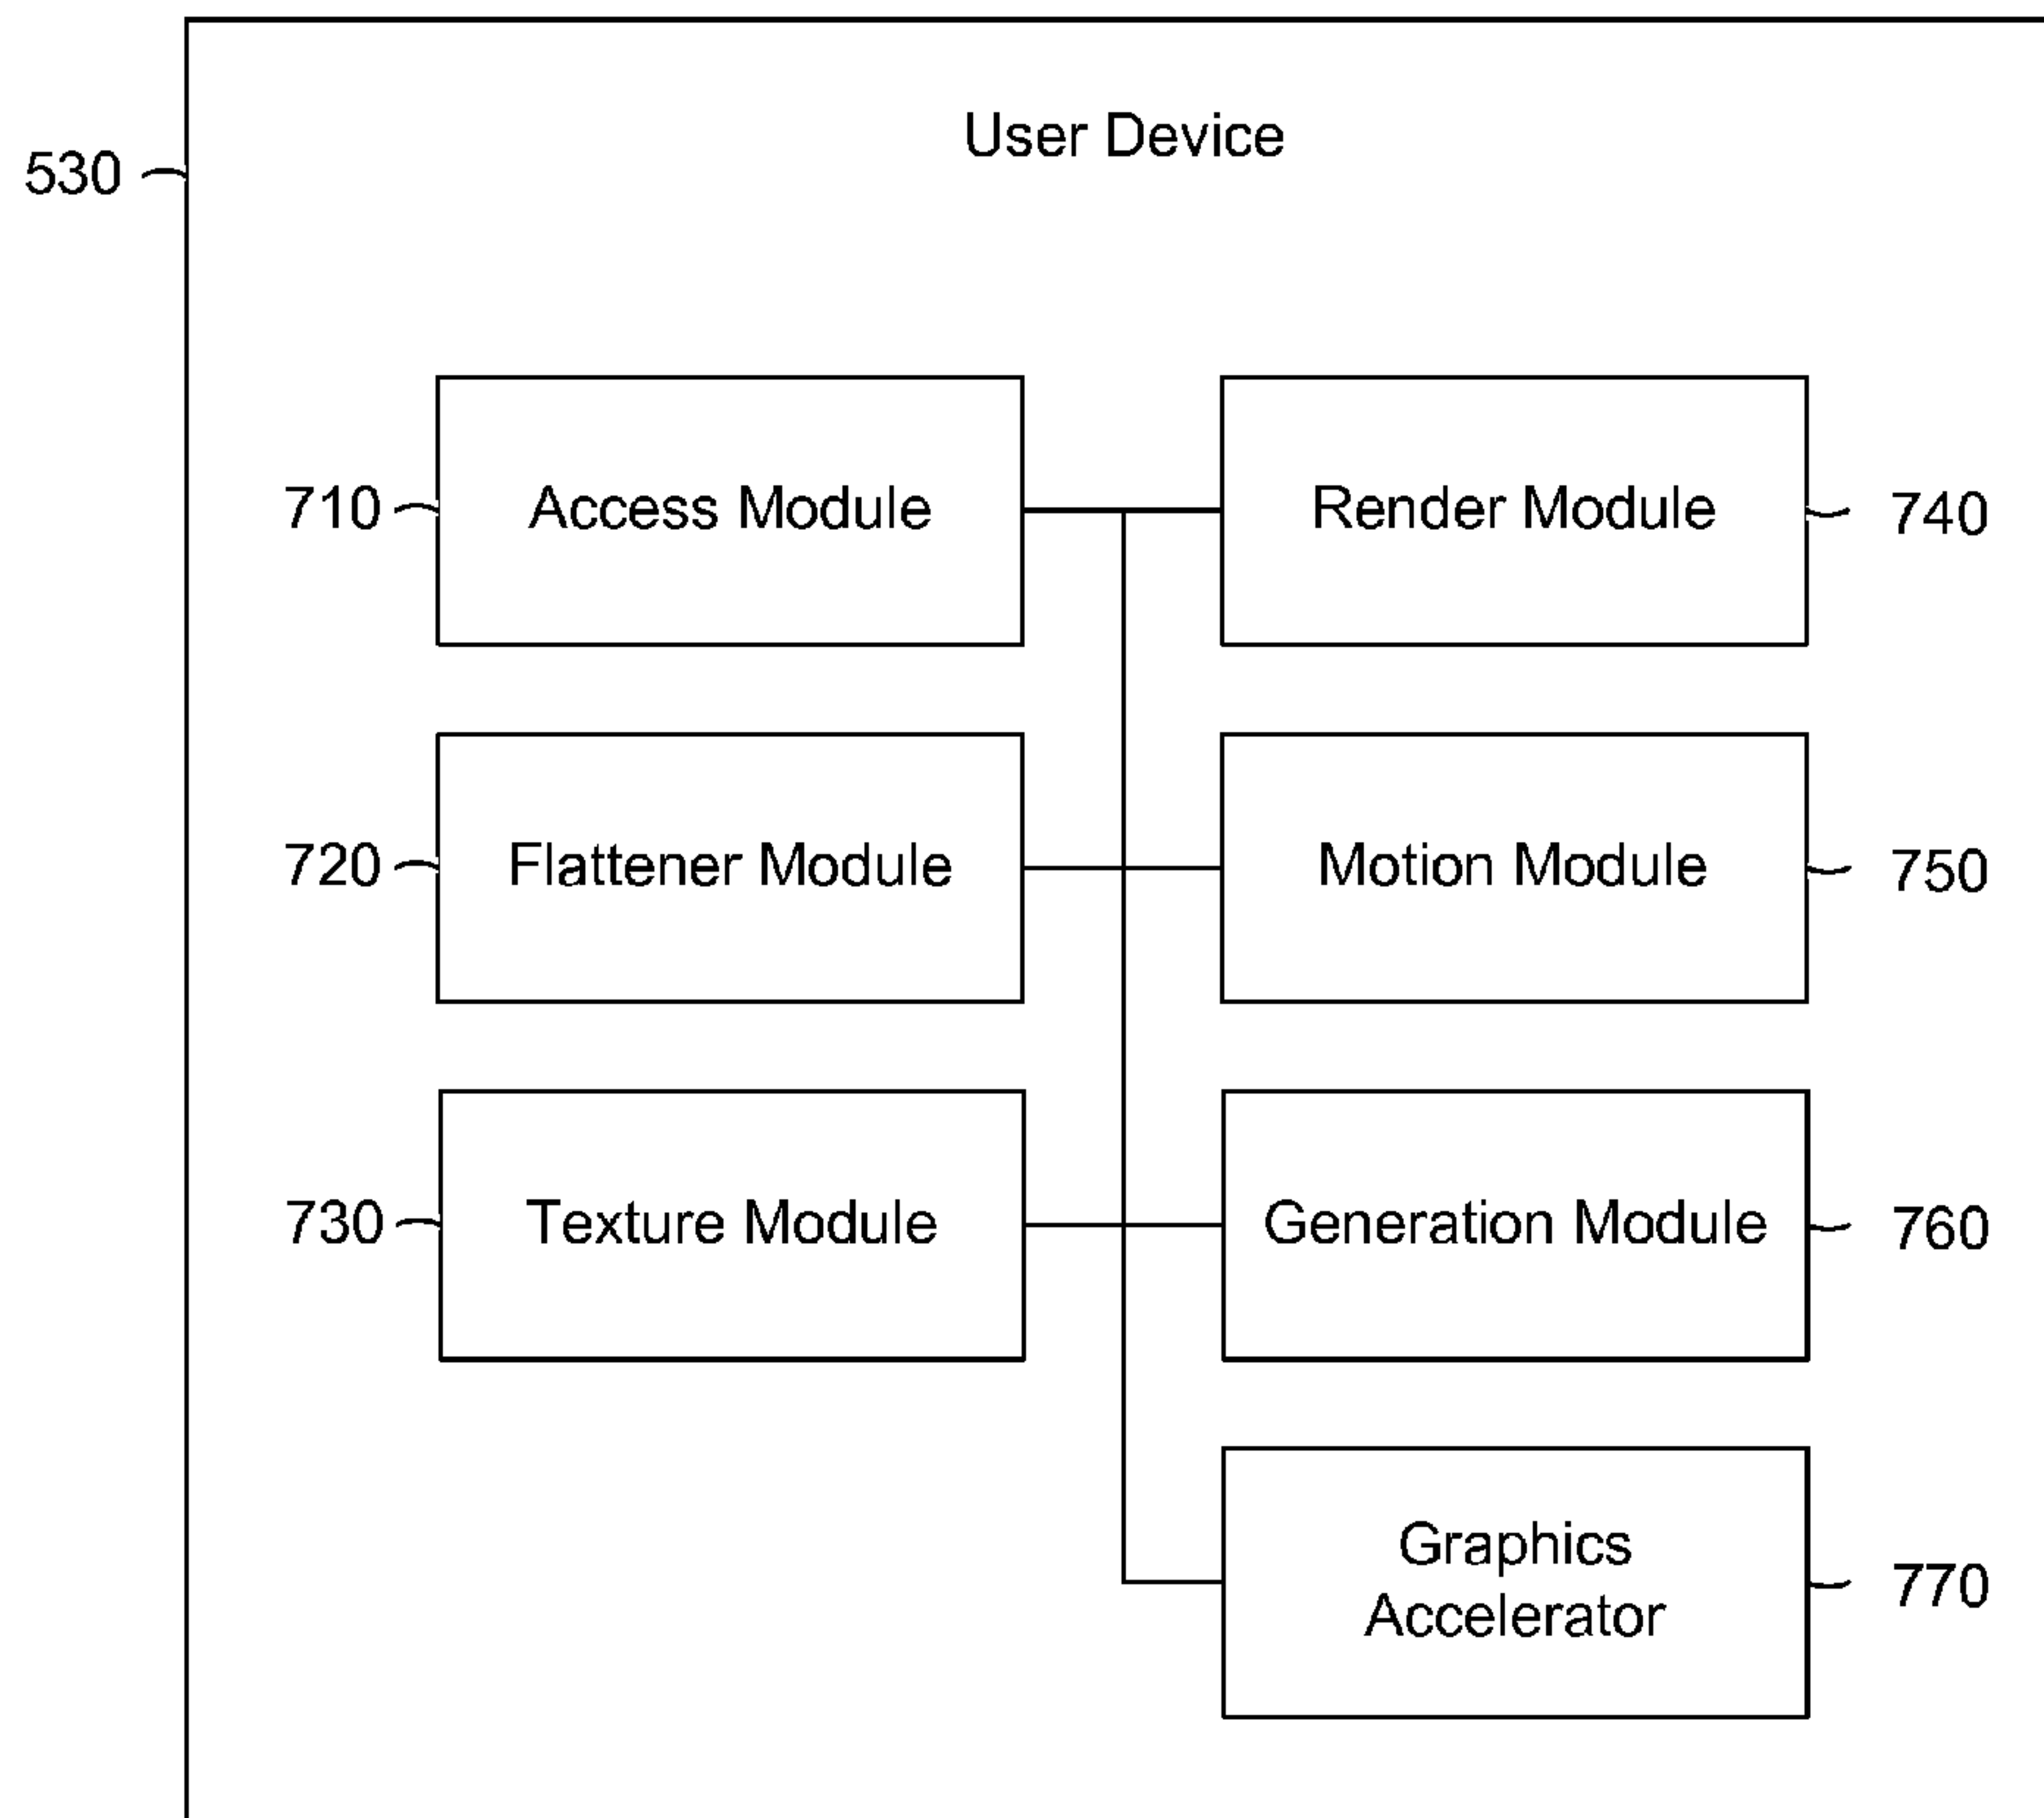 User Device
530
710
Access Module
Render Module
740
720
Flattener Module
Motion Module
750
730
Texture Module
Generation Module
760
Graphics
Accelerator
770